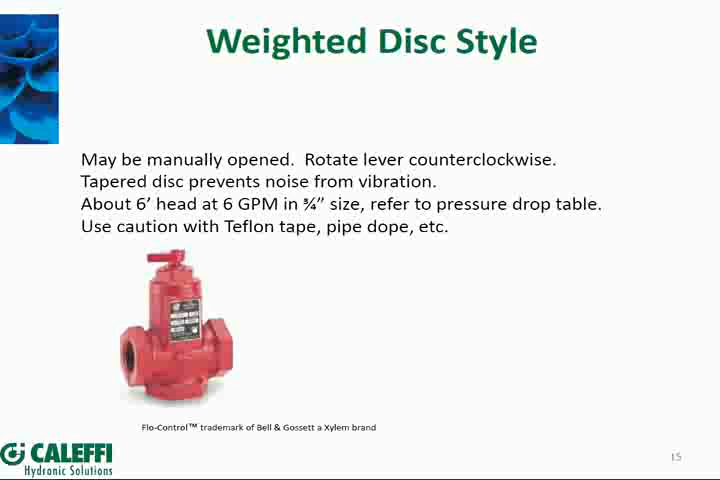 Weighted Disc Style
May be manually opened.  Rotate lever counterclockwise.
Tapered disc prevents noise from vibration.
About 6’ head at 6 GPM in ¾” size, refer to pressure drop table.
Use caution with Teflon tape, pipe dope, etc.
Flo-Control™ trademark of Bell & Gossett a Xylem brand
CALEFFI
Hydronic Solutions
15